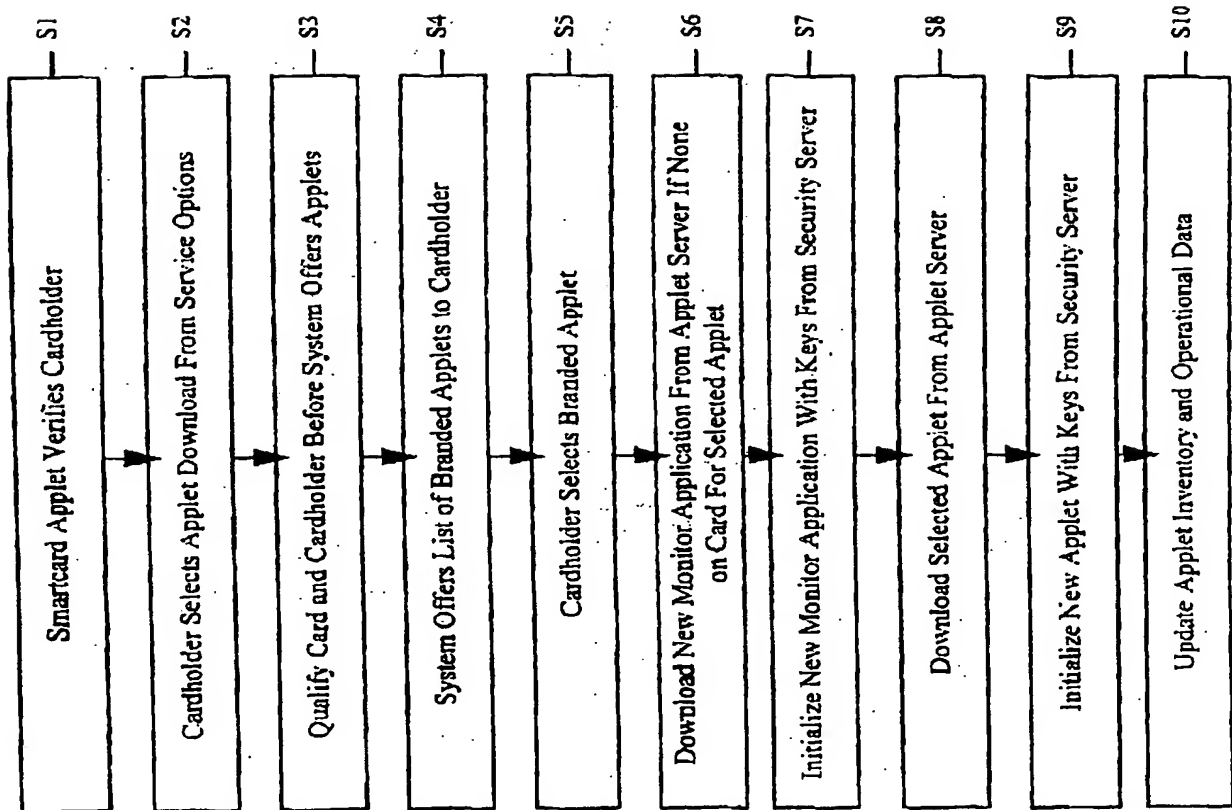 Smartcard Applet Verifies Cardholder
S1
Cardholder Selects Applet Download From Service Options
S2
Qualify Card and Cardholder Before System Offers Applets
S3
System Offers List of Branded Applets to Cardholder
S4
Cardholder Selects Branded Applet
S5
Download New Monitor Application From Applet Server If None
on Card For Selected Applet
S6
Initialize New Monitor Application With Keys From Security Server
S7
Download Selected Applet From Applet Server
S8
Initialize New Applet With Keys From Security Server
S9
Update Applet Inventory and Operational Data
S10